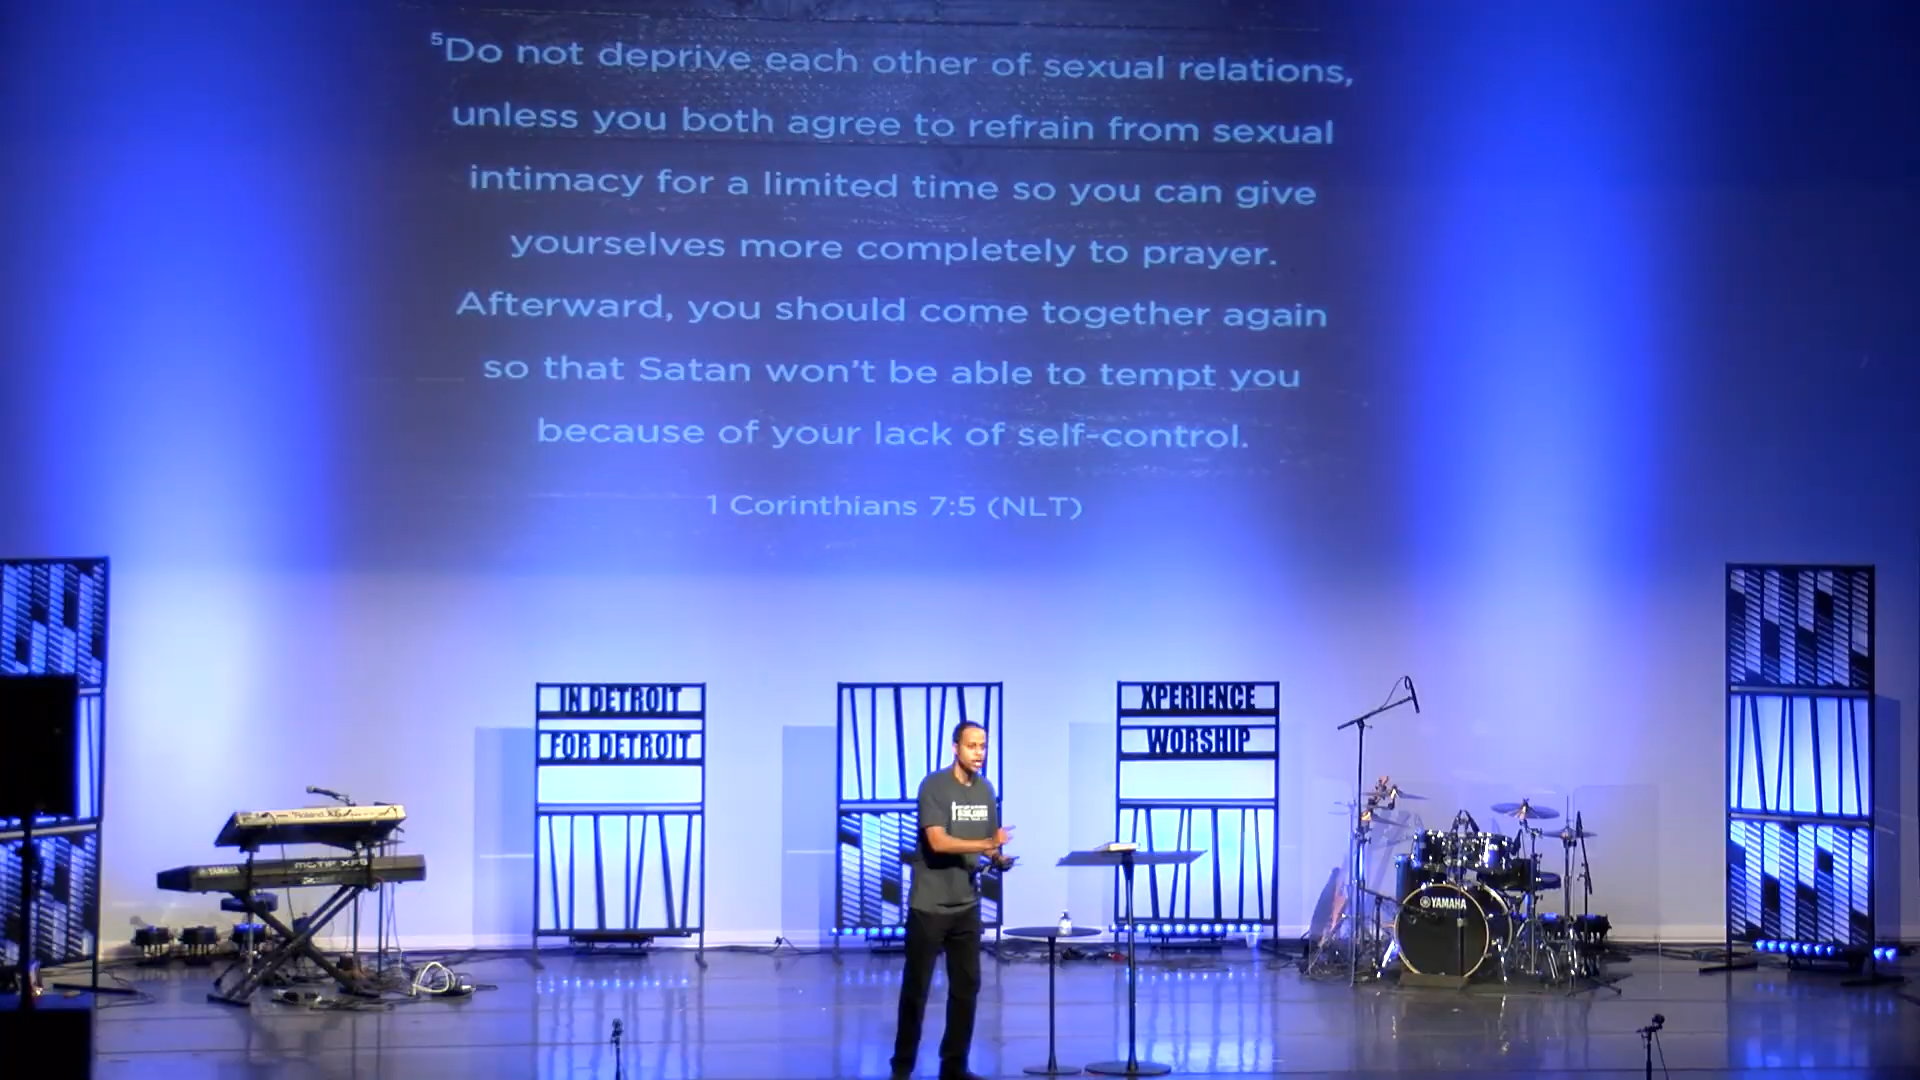 ⁵Do not deprive each other of sexual relations,
unless you both agree to refrain from sexual
intimacy for a limited time so you can give
yourselves more completely to prayer.
Afterward, you should come together again
so that Satan won't be able to tempt you
because of your lack of self-control.
1 Corinthians 7:5 (NLT)
IN DETROIT
FOR DETROIT
XPERIENCE
WORSHIP
Roland
YAMAHA
MOTIF XF8
YAMAHA